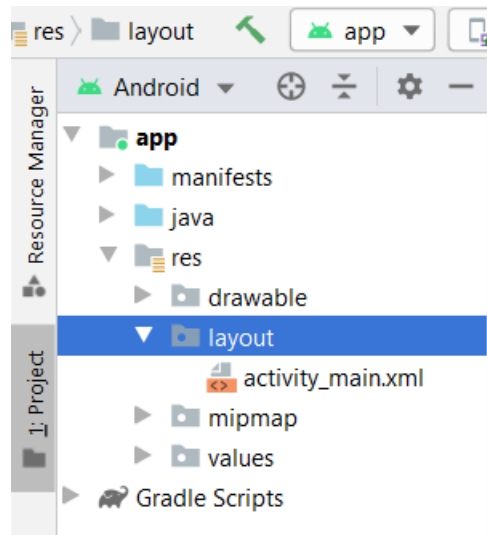 res layout app
Android
app
manifests
java
res
drawable
layout
activity_main.xml
mipmap
values
Gradle Scripts
Resource Manager
1: Project